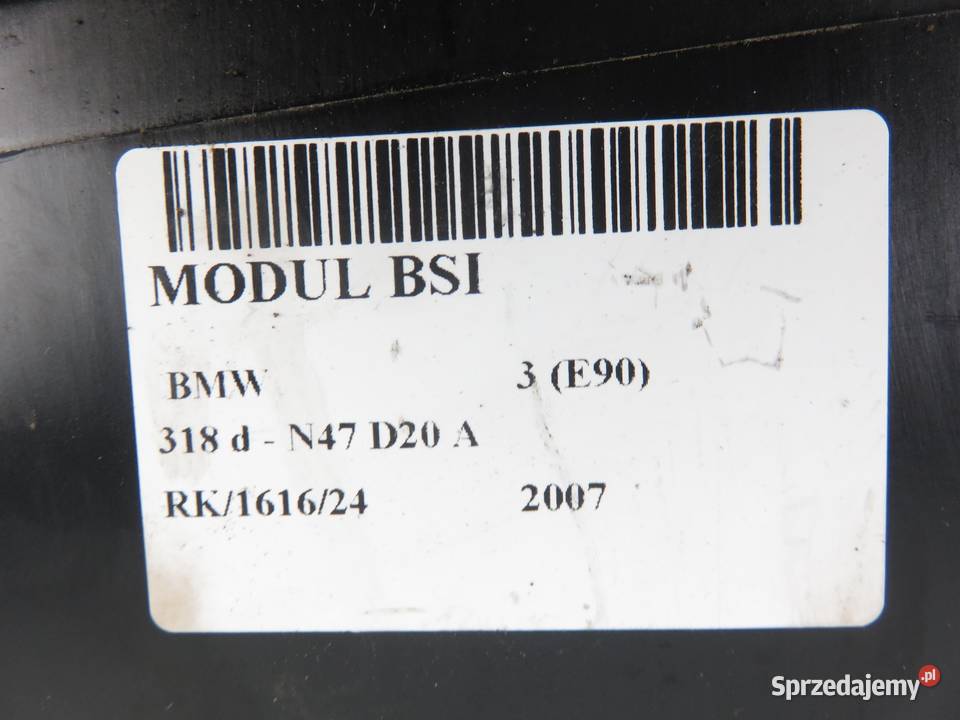 MODUL BSI
BMW 3 (E90)
318 d - N47 D20 A
RK/1616/24 2007
Sprzedajemy.pl